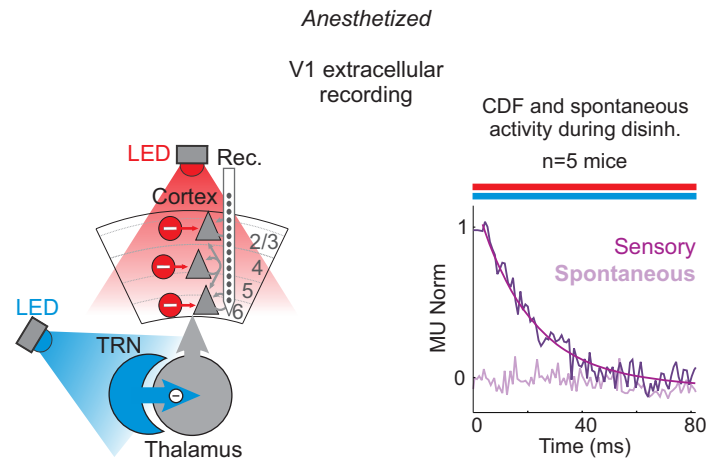 Anesthetized
V1 extracellular
recording
LED
Rec.
Cortex
2/3
4
5
6
LED
TRN
Thalamus
CDF and spontaneous
activity during disinh.
n=5 mice
1
Sensory
Spontaneous
MU Norm
0
0 40 80
Time (ms)